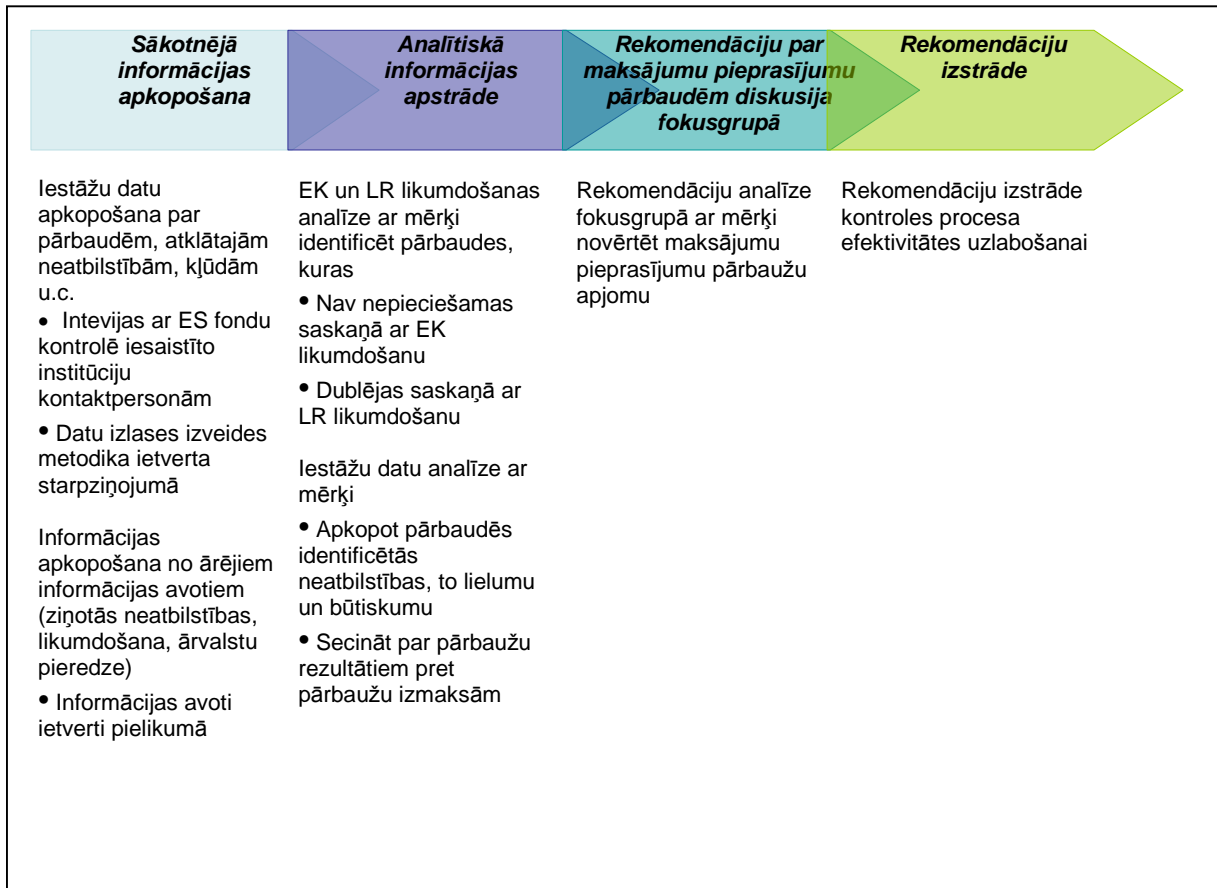 Sākotnējā
informācijas
apkopošana
Analītiskā
informācijas
apstrāde
Rekomendāciju par
maksājumu pieprasījumu
pārbaudēm diskusija
fokusgrupā
Rekomendāciju
izstrāde
Iestāžu datu
apkopošana par
pārbaudēm, atklātajām
neatbilstībām, kļūdām
u.c.
• Intevijas ar ES fondu
kontrolē iesaistīto
institūciju
kontaktpersonām
• Datu izlases izveides
metodika ietverta
starpziņojumā
Informācijas
apkopošana no ārējiem
informācijas avotiem
(ziņotās neatbilstības,
likumdošana, ārvalstu
pieredze)
• Informācijas avoti
ietverti pielikumā
EK un LR likumdošanas
analīze ar mērķi
identificēt pārbaudes,
kuras
• Nav nepieciešamas
saskaņā ar EK
likumdošanu
• Dublējas saskaņā ar
LR likumdošanu
Iestāžu datu analīze ar
mērķi
• Apkopot pārbaudēs
identificētās
neatbilstības, to lielumu
un būtiskumu
• Secināt par pārbaužu
rezultātiem pret
pārbaužu izmaksām
Rekomendāciju analīze
fokusgrupā ar mērķi
novērtēt maksājumu
pieprasījumu pārbaužu
apjomu
Rekomendāciju izstrāde
kontroles procesa
efektivitātes uzlabošanai